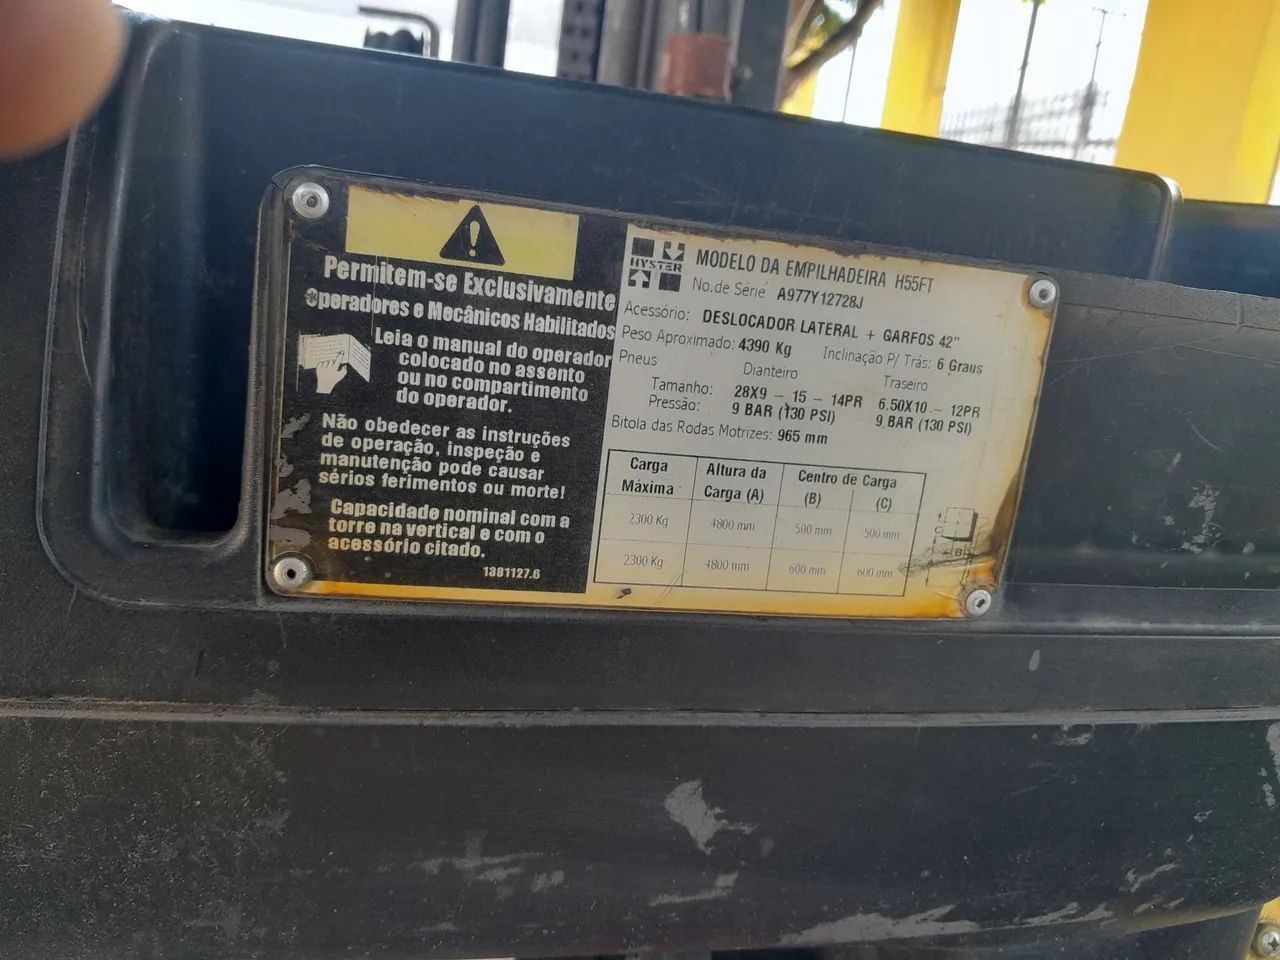 Permitem-se Exclusivamente
Operadores e Mecânicos Habilitados
Leia o manual do operador
colocado no assento
ou no compartimento
do operador.
Não obedecer as instruções
de operação, inspeção e
manutenção pode causar
sérios ferimentos ou morte!
Capacidade nominal com a
torre na vertical e com o
acessório citado.
1381127.6
HYSTER
MODELO DA EMPILHADEIRA H55FT
No.de Série A977Y12728J
Acessório: DESLOCADOR LATERAL + GARFOS 42"
Peso Aproximado: 4390 Kg Inclinação P/ Trás: 6 Graus
Pneus Dianteiro Traseiro
Tamanho: 28X9 - 15 - 14PR 6.50X10 - 12PR
Pressão: 9 BAR (130 PSI) 9 BAR (130 PSI)
Bitola das Rodas Motrizes: 965 mm
Carga Máxima Altura da Carga (A) Centro de Carga (B) (C)
2300 Kg 4800 mm 500 mm 500 mm
2300 Kg 4800 mm 600 mm 600 mm
C
B